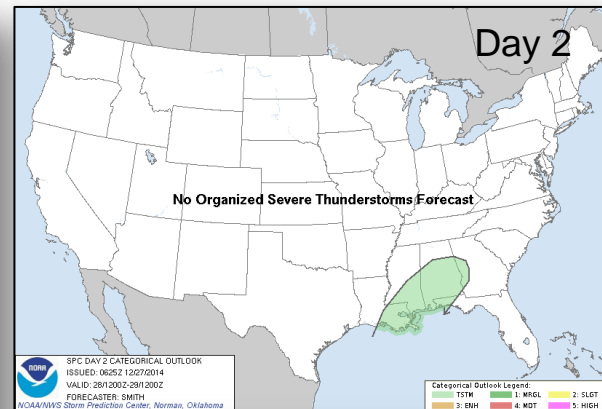 Day 2
No Organized Severe Thunderstorms Forecast
NOAA
SPC DAY 2 CATEGORICAL OUTLOOK
ISSUED: 0625Z 12/27/2014
VALID: 28/1200Z-29/1200Z
FORECASTER: SMITH
NOAA/NWS Storm Prediction Center, Norman, Oklahoma
Categorical Outlook Legend:
TSTM 1: MRGL 2: SLGT
3: ENH 4: MDT 5: HIGH